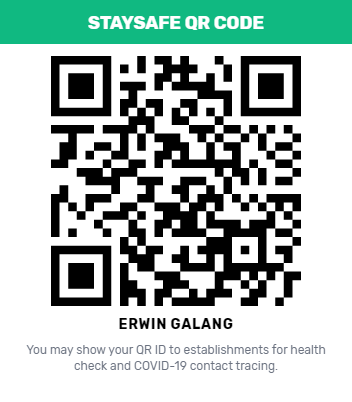 STAYSAFE QR CODE
ERWIN GALANG
You may show your QR ID to establishments for health
check and COVID-19 contact tracing.